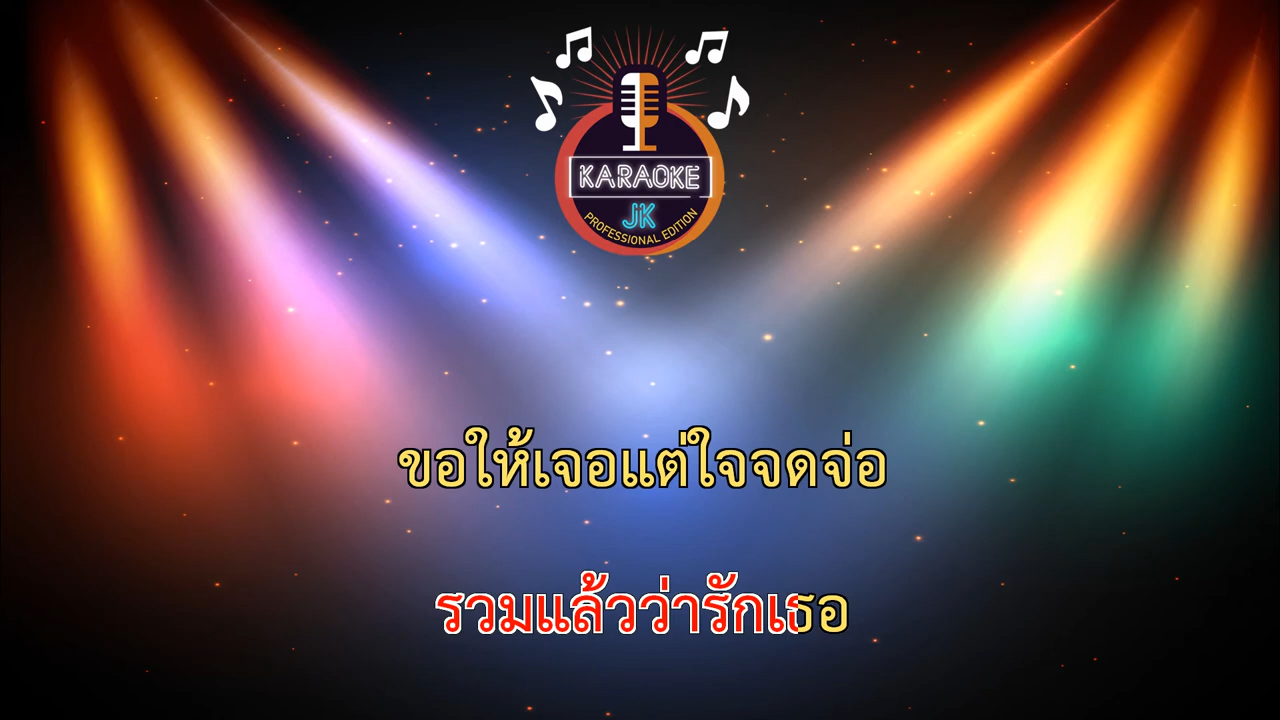 KARAOKE
JK
PROFESSIONAL EDITION
ขอให้เจอแต่ใจจดจ่อ
รวมแล้วว่ารักเธอ